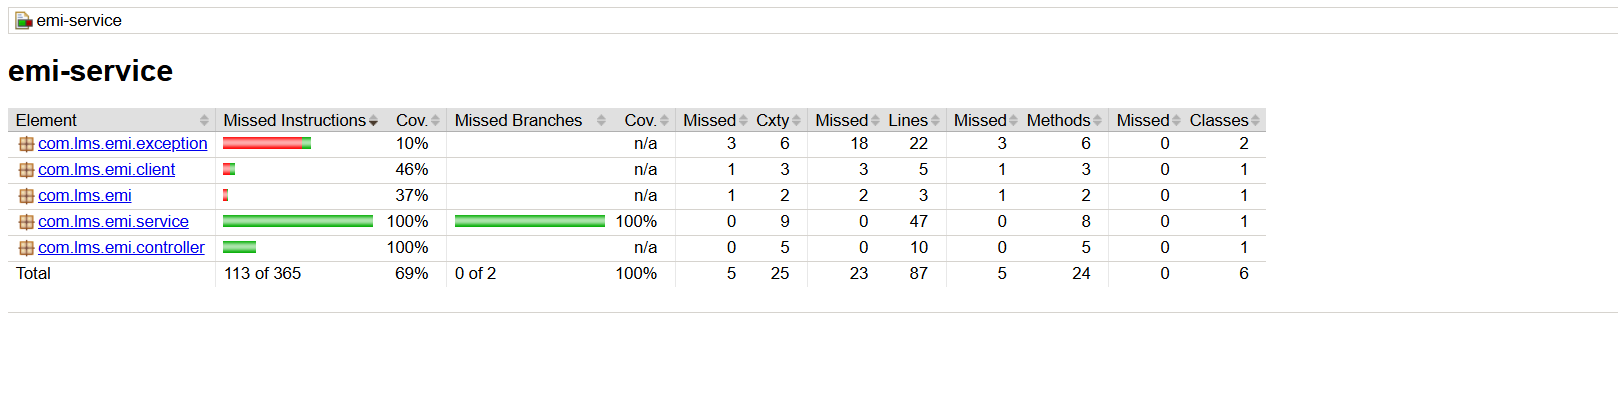 emi-service
emi-service
Element Missed Instructions Cov. Missed Branches Cov. Missed Cxty Missed Lines Missed Methods Missed Classes
com.lms.emi.exception 10% n/a 3 6 18 22 3 6 0 2
com.lms.emi.client 46% n/a 1 3 3 5 1 3 0 1
com.lms.emi 37% n/a 1 2 2 3 1 2 0 1
com.lms.emi.service 100% 100% 0 9 0 47 0 8 0 1
com.lms.emi.controller 100% n/a 0 5 0 10 0 5 0 1
Total 113 of 365 69% 0 of 2 100% 5 25 23 87 5 24 0 6